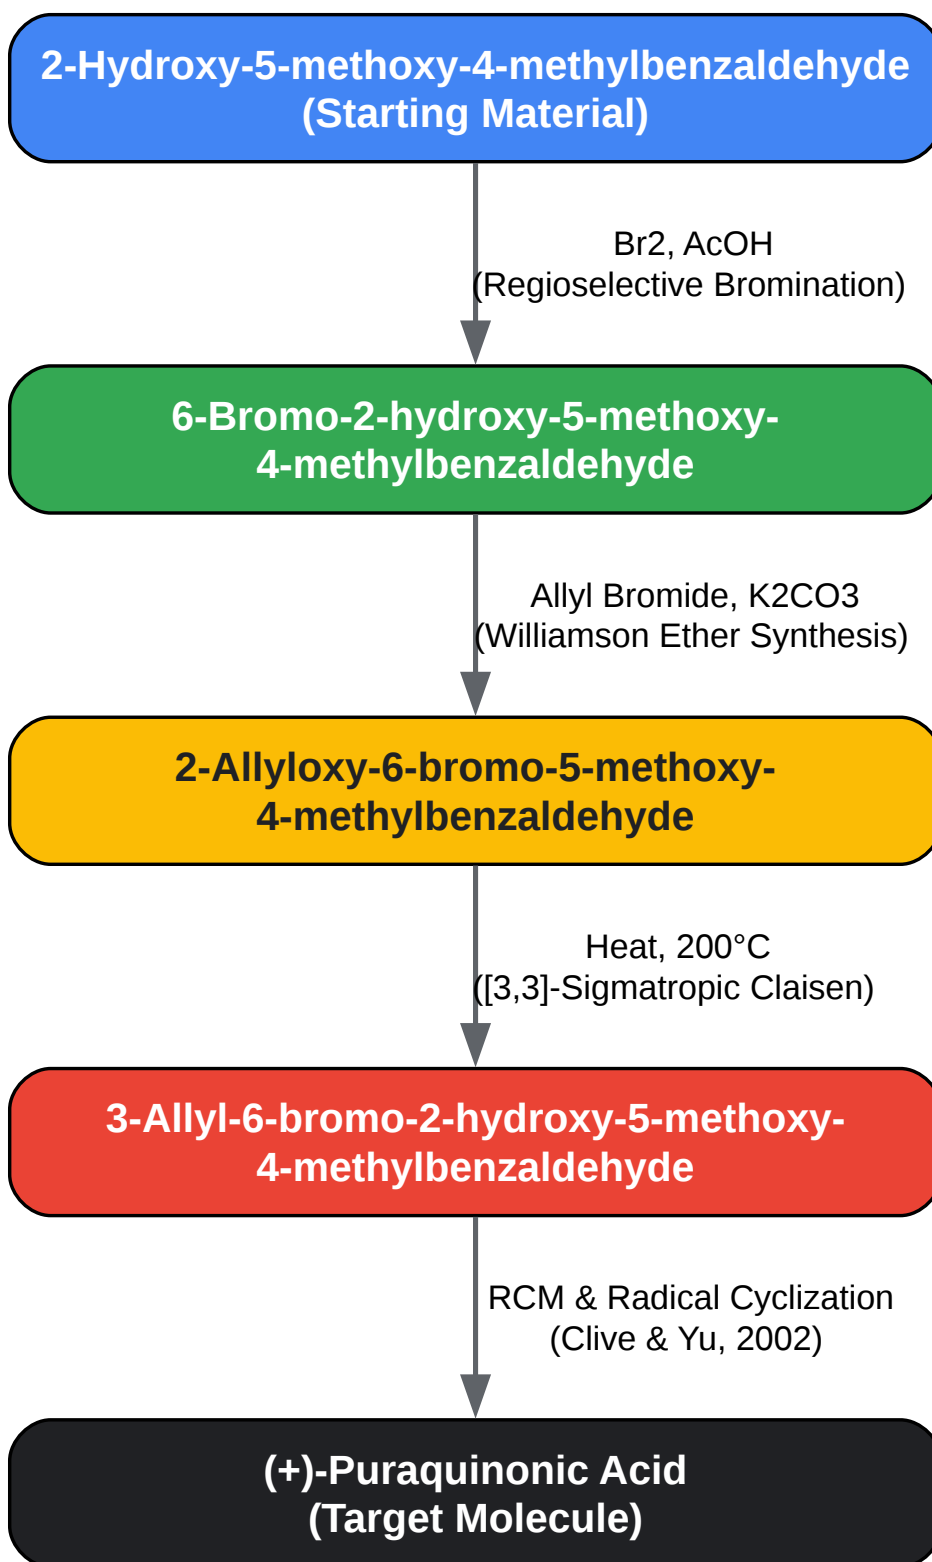 2-Hydroxy-5-methoxy-4-methylbenzaldehyde
(Starting Material)
Br2, AcOH
(Regioselective Bromination)
6-Bromo-2-hydroxy-5-methoxy-
4-methylbenzaldehyde
Allyl Bromide, K2CO3
(Williamson Ether Synthesis)
2-Allyloxy-6-bromo-5-methoxy-
4-methylbenzaldehyde
Heat, 200°C
([3,3]-Sigmatropic Claisen)
3-Allyl-6-bromo-2-hydroxy-5-methoxy-
4-methylbenzaldehyde
RCM & Radical Cyclization
(Clive & Yu, 2002)
(+)-Puraquinonic Acid
(Target Molecule)